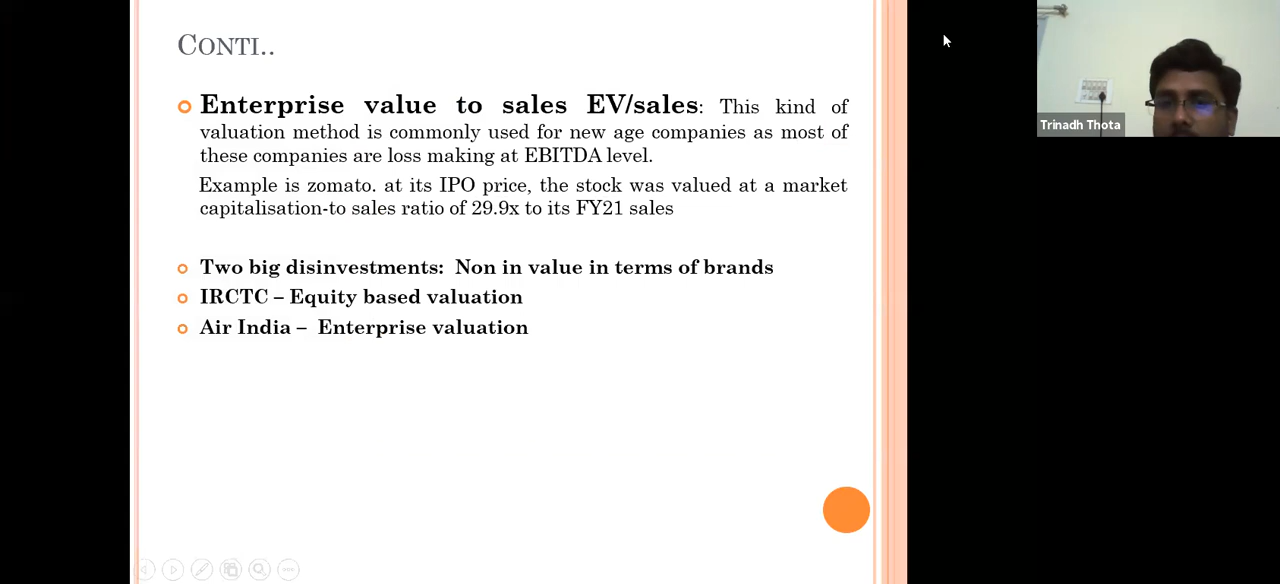 CONTI..
Enterprise value to sales EV/sales: This kind of
valuation method is commonly used for new age companies as most of
these companies are loss making at EBITDA level.
Example is zomato. at its IPO price, the stock was valued at a market
capitalisation-to sales ratio of 29.9x to its FY21 sales
Two big disinvestments: Non in value in terms of brands
IRCTC – Equity based valuation
Air India – Enterprise valuation
Trinadh Thota